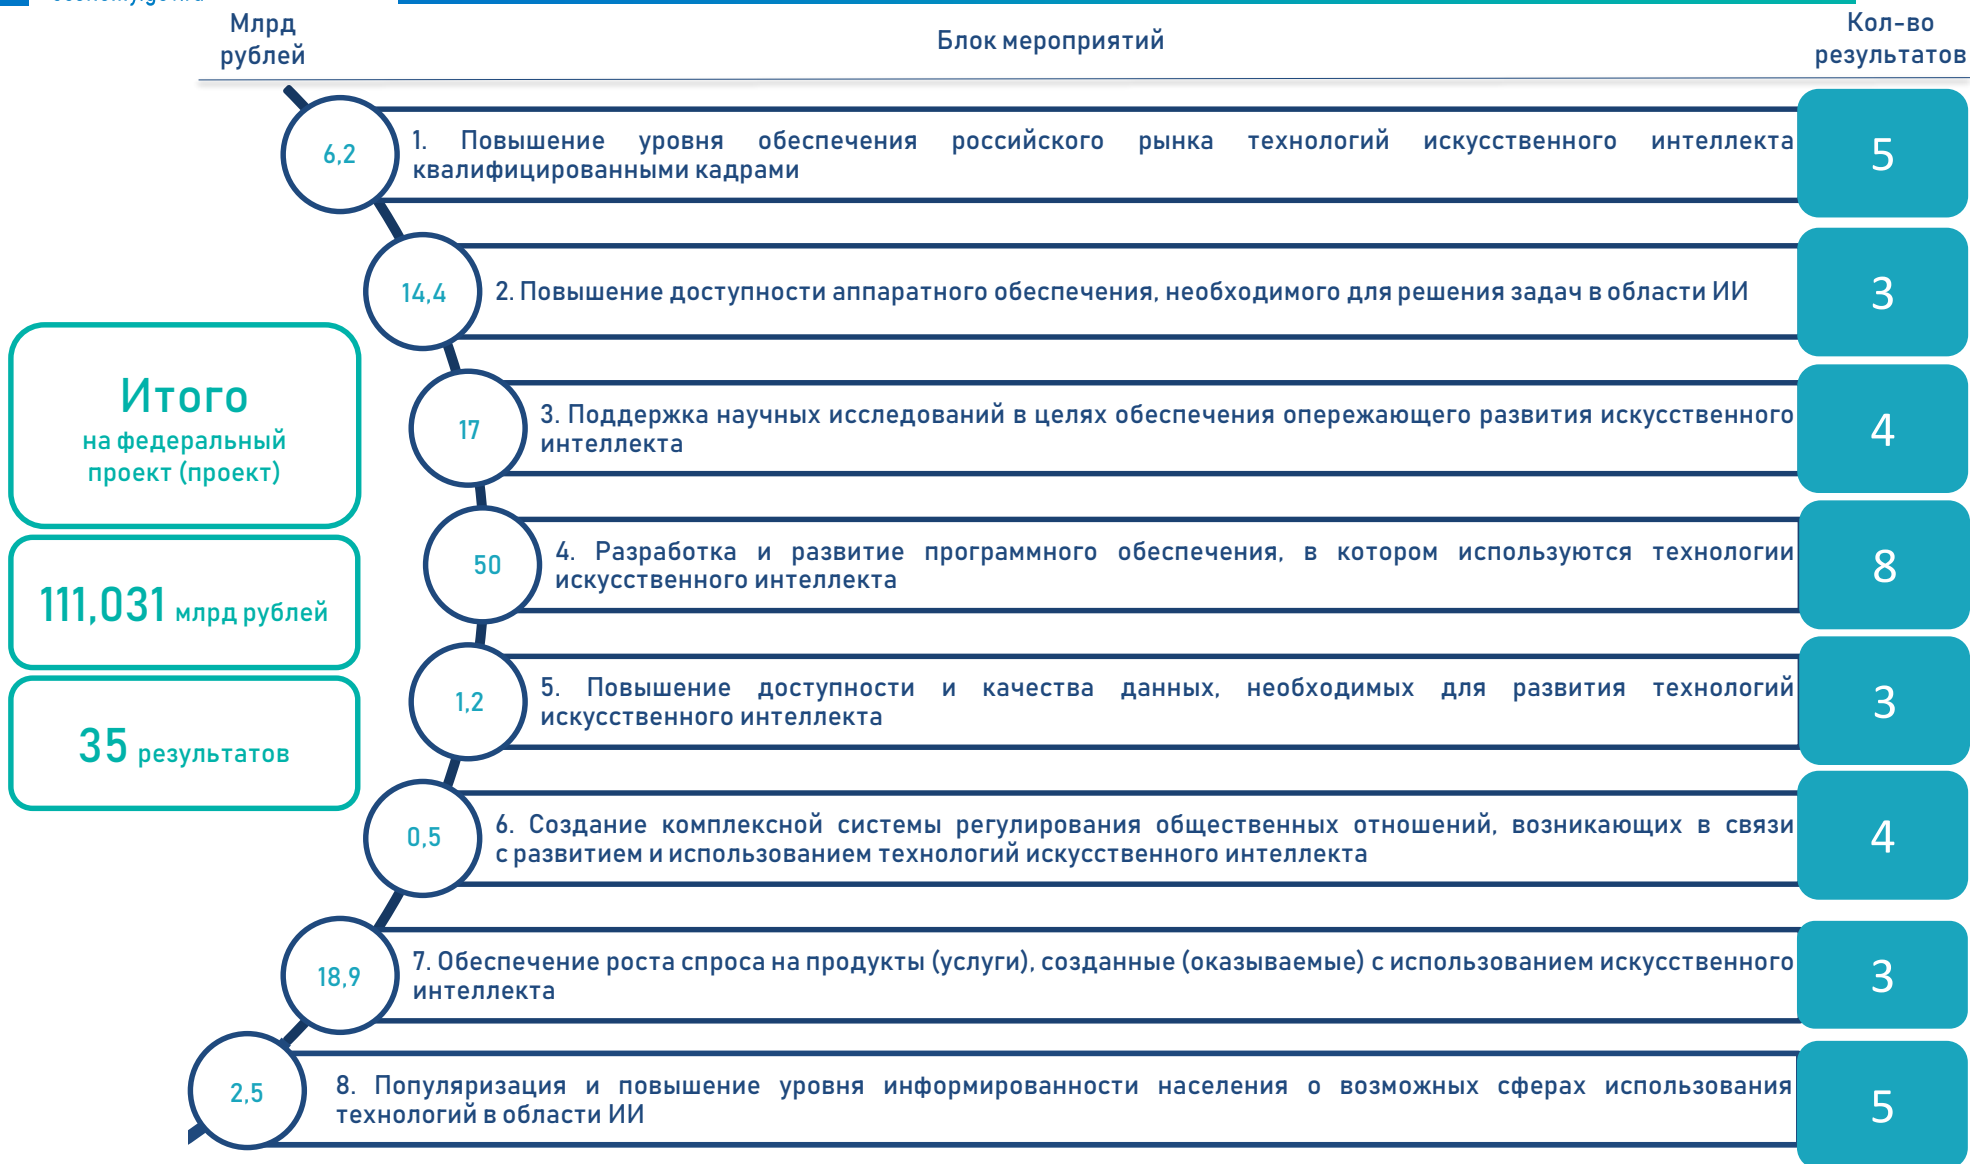 Млрд
рублей
Блок мероприятий
Кол-во
результатов
6,2
1. Повышение уровня обеспечения российского рынка технологий искусственного интеллекта
квалифицированными кадрами
5
14,4
2. Повышение доступности аппаратного обеспечения, необходимого для решения задач в области ИИ
3
Итого
на федеральный
проект (проект)
111,031 млрд рублей
35 результатов
17
3. Поддержка научных исследований в целях обеспечения опережающего развития искусственного
интеллекта
4
50
4. Разработка и развитие программного обеспечения, в котором используются технологии
искусственного интеллекта
8
1,2
5. Повышение доступности и качества данных, необходимых для развития технологий
искусственного интеллекта
3
0,5
6. Создание комплексной системы регулирования общественных отношений, возникающих в связи
с развитием и использованием технологий искусственного интеллекта
4
18,9
7. Обеспечение роста спроса на продукты (услуги), созданные (оказываемые) с использованием искусственного
интеллекта
3
2,5
8. Популяризация и повышение уровня информированности населения о возможных сферах использования
технологий в области ИИ
5